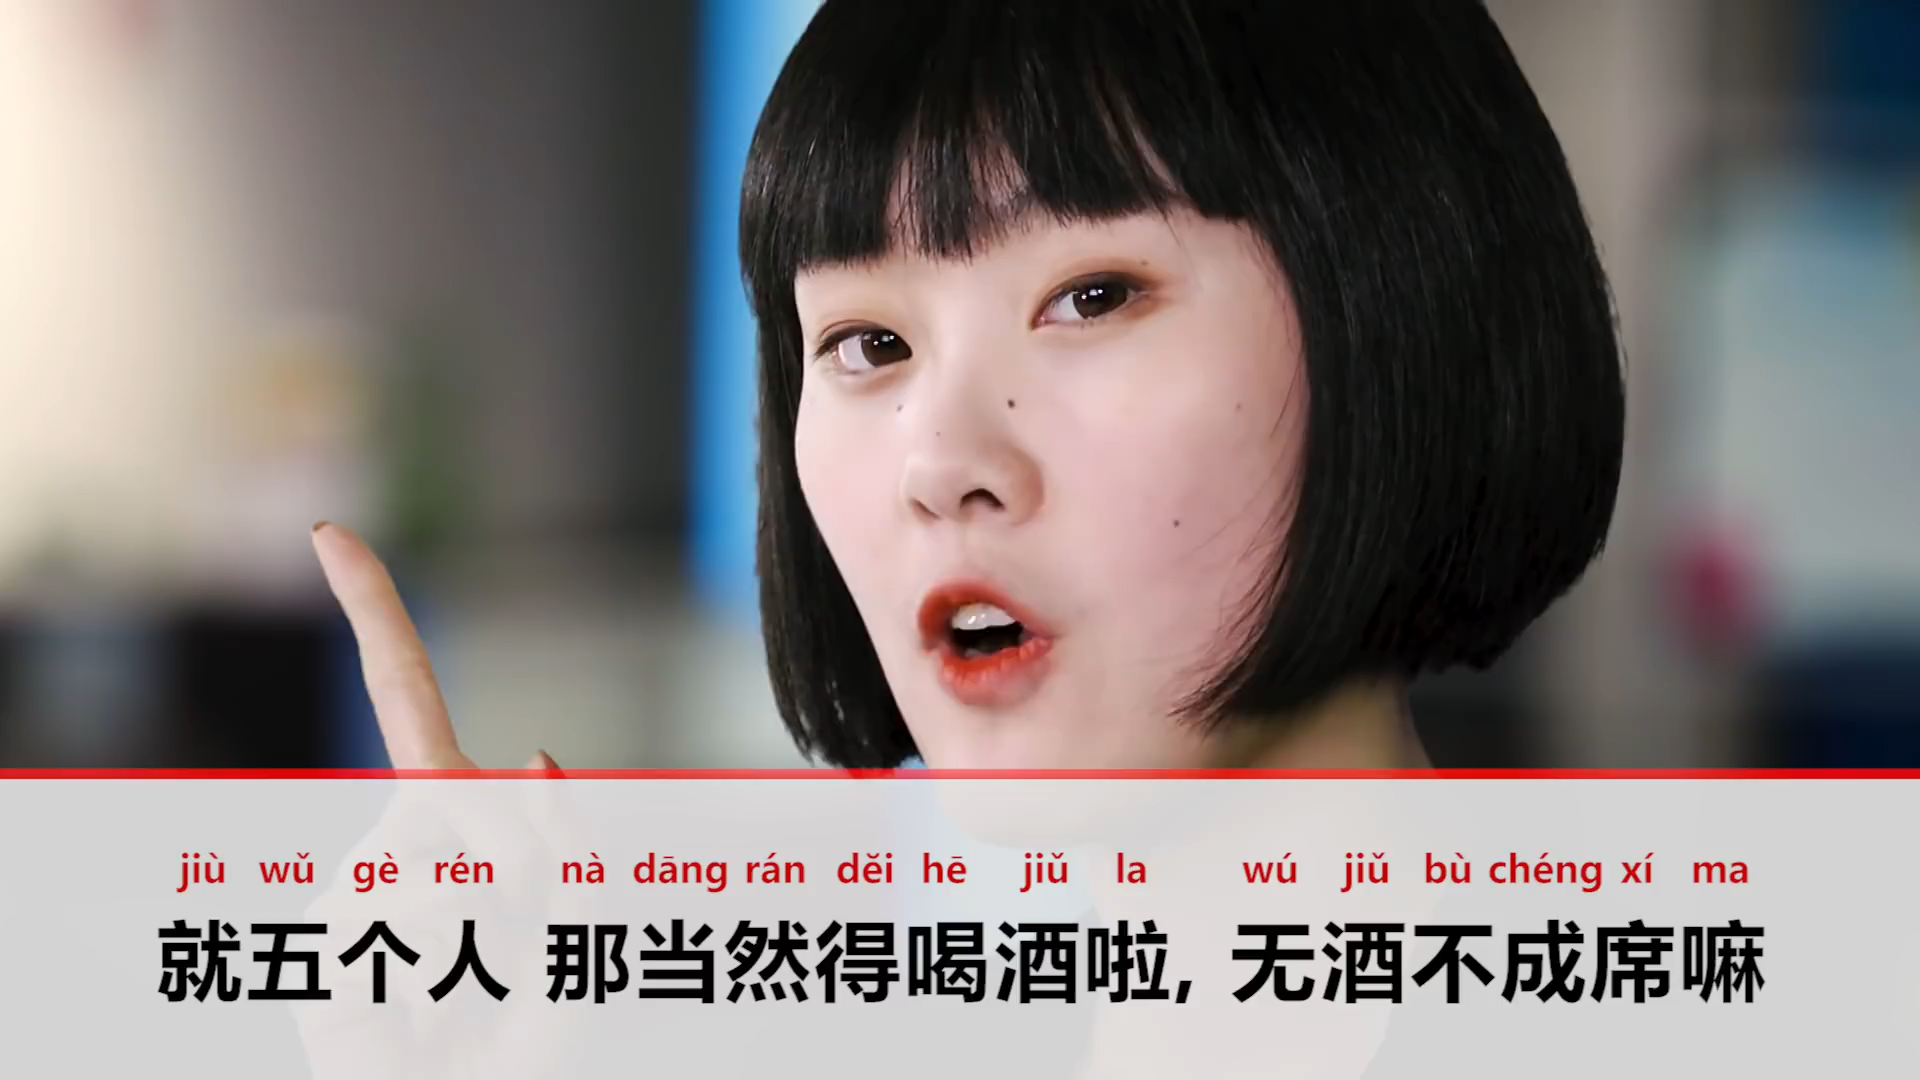 jiù wǔ gè rén nà dāng rán děi hē jiǔ la wú jiǔ bù chéng xí ma
就五个人 那当然得喝酒啦, 无酒不成席嘛